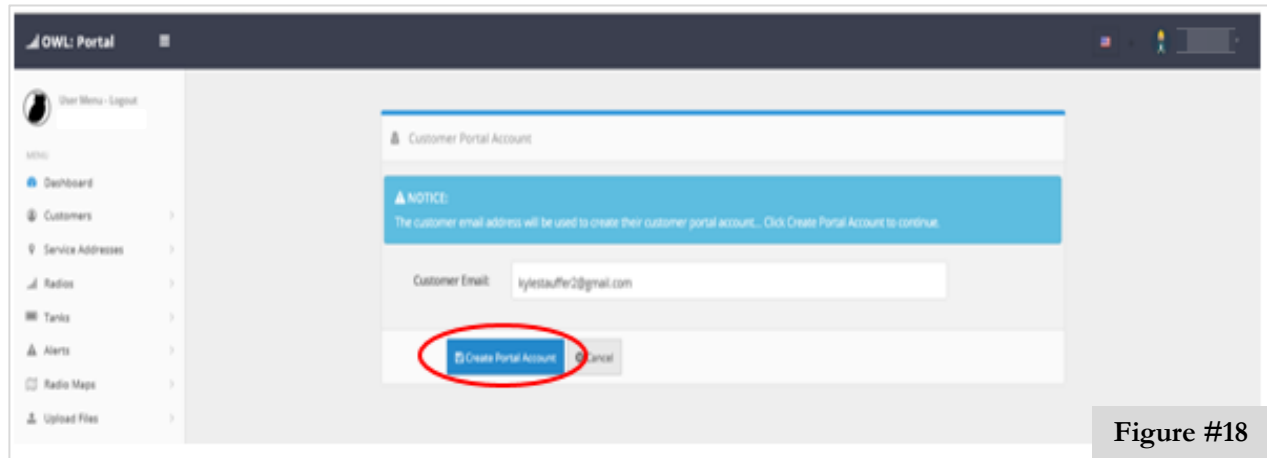 OWL: Portal
User Menu - Logout
MENU
Dashboard
Customers
Service Addresses
Radios
Tanks
Alerts
Radio Maps
Upload Files
Customer Portal Account
NOTICE:
The customer email address will be used to create their customer portal account... Click Create Portal Account to continue.
Customer Email:
kylestauffer2@gmail.com
Create Portal Account
Cancel
Figure #18